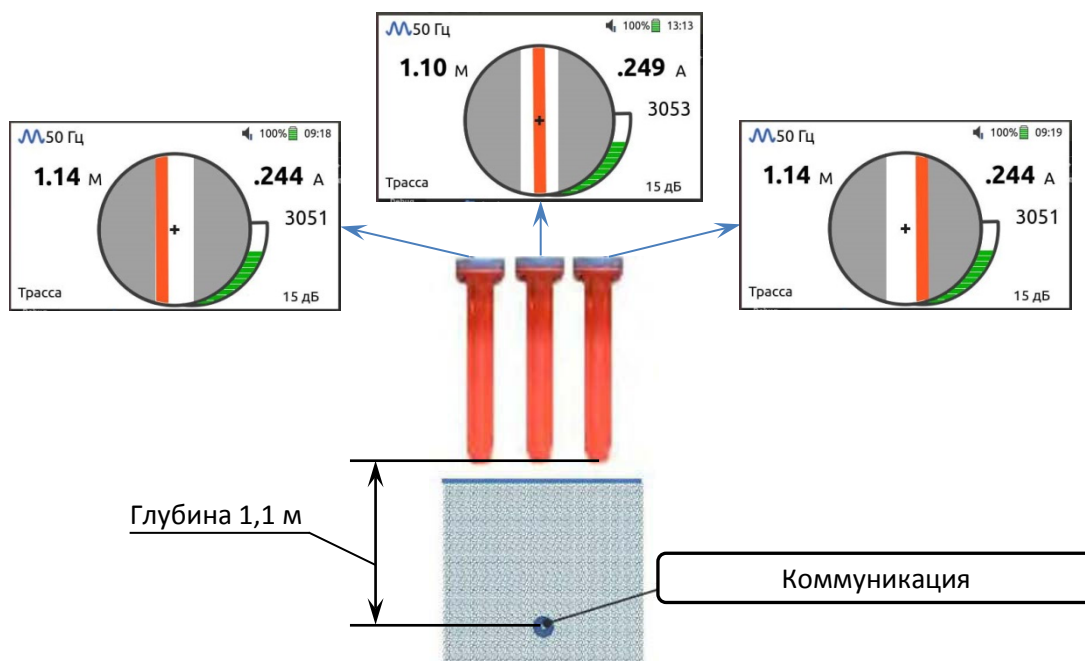 50 Гц 100% 13:13
1.10 М .249 А
3053
Трасса 15 дБ
50 Гц 100% 09:18
1.14 М .244 А
3051
Трасса
15 дБ
50 Гц 100% 09:19
1.14 М .244 А
3051
Трасса
15 дБ
Глубина 1,1 м
Коммуникация